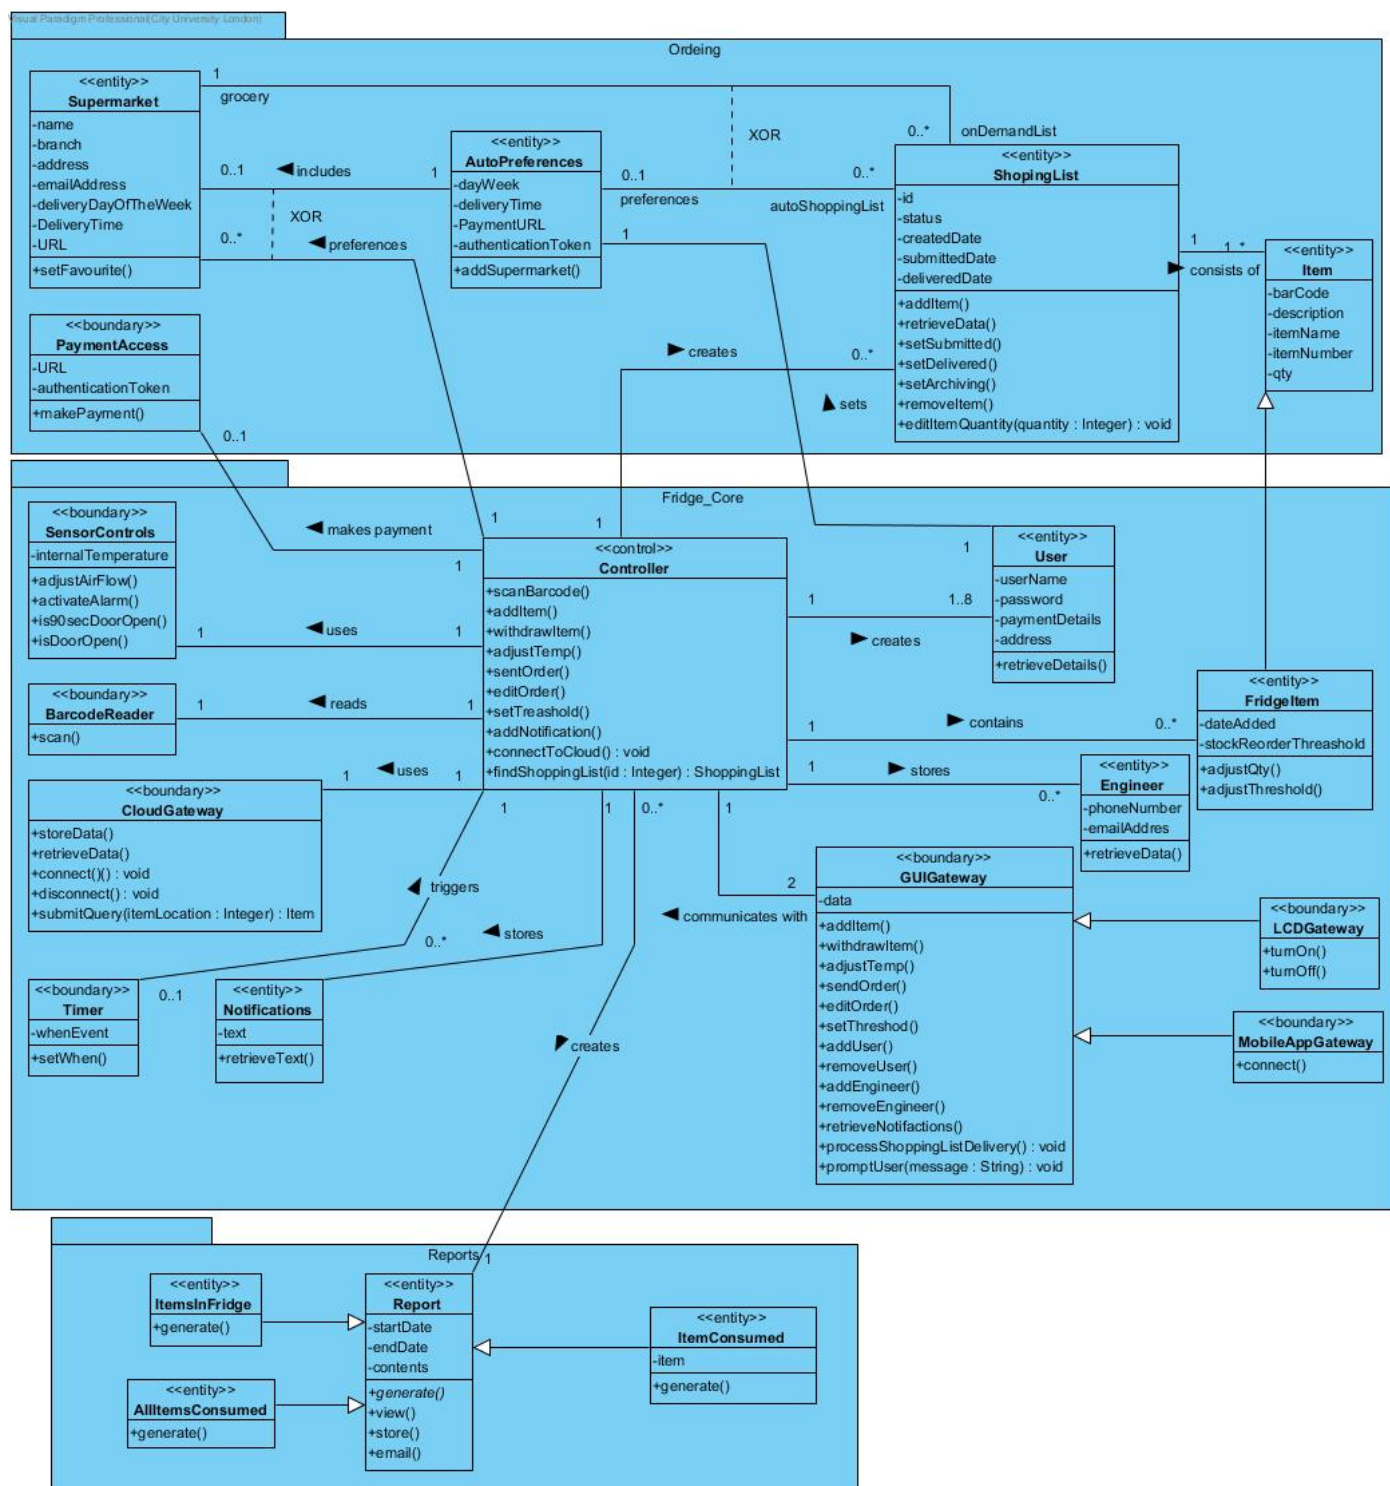 Visual Paradigm Professional(City University London)
Ordeing
<<entity>>
Supermarket
-name
-branch
-address
-emailAddress
-deliveryDayOfTheWeek
-DeliveryTime
-URL
+setFavourite()
1
grocery
XOR
0..*
onDemandList
0..1
includes
1
XOR
0..*
preferences
<<entity>>
AutoPreferences
-dayWeek
-deliveryTime
-PaymentURL
-authenticationToken
+addSupermarket()
0..1
preferences
0..*
autoShoppingList
1
<<entity>>
ShopingList
-id
-status
-createdDate
-submittedDate
-deliveredDate
+addItem()
+retrieveData()
+setSubmitted()
+setDelivered()
+setArchiving()
+removeItem()
+editItemQuantity(quantity : Integer) : void
1
1..*
consists of
<<entity>>
Item
-barCode
-description
-itemName
-itemNumber
-qty
<<boundary>>
PaymentAccess
-URL
-authenticationToken
+makePayment()
0..1
creates
0..*
sets
Fridge_Core
<<boundary>>
SensorControls
-internalTemperature
+adjustAirFlow()
+activateAlarm()
+is90secDoorOpen()
+isDoorOpen()
makes payment
1
1
1
1
uses
1
<<control>>
Controller
+scanBarcode()
+addItem()
+withdrawItem()
+adjustTemp()
+sentOrder()
+editOrder()
+setTreashold()
+addNotification()
+connectToCloud() : void
+findShoppingList(id : Integer) : ShoppingList
1
<<entity>>
User
-userName
-password
-paymentDetails
-address
+retrieveDetails()
1
1..8
creates
<<boundary>>
BarcodeReader
+scan()
1
reads
1
1
contains
0..*
<<entity>>
FridgeItem
-dateAdded
-stockReorderThreashold
+adjustQty()
+adjustThreshold()
1
stores
0..*
<<entity>>
Engineer
-phoneNumber
-emailAddres
+retrieveData()
1
uses
1
<<boundary>>
CloudGateway
+storeData()
+retrieveData()
+connect()() : void
+disconnect() : void
+submitQuery(itemLocation : Integer) : Item
1
1
0..*
1
triggers
0..*
stores
0..1
2
communicates with
<<boundary>>
GUIGateway
-data
+addItem()
+withdrawItem()
+adjustTemp()
+sendOrder()
+editOrder()
+setThreshod()
+addUser()
+removeUser()
+addEngineer()
+removeEngineer()
+retrieveNotifactions()
+processShoppingListDelivery() : void
+promptUser(message : String) : void
<<boundary>>
LCDGateway
+turnOn()
+turnOff()
<<boundary>>
MobileAppGateway
+connect()
<<boundary>>
Timer
-whenEvent
+setWhen()
<<entity>>
Notifications
-text
+retrieveText()
creates
Reports
1
<<entity>>
ItemsInFridge
+generate()
<<entity>>
Report
-startDate
-endDate
-contents
+generate()
+view()
+store()
+email()
<<entity>>
ItemConsumed
-item
+generate()
<<entity>>
AllItemsConsumed
+generate()